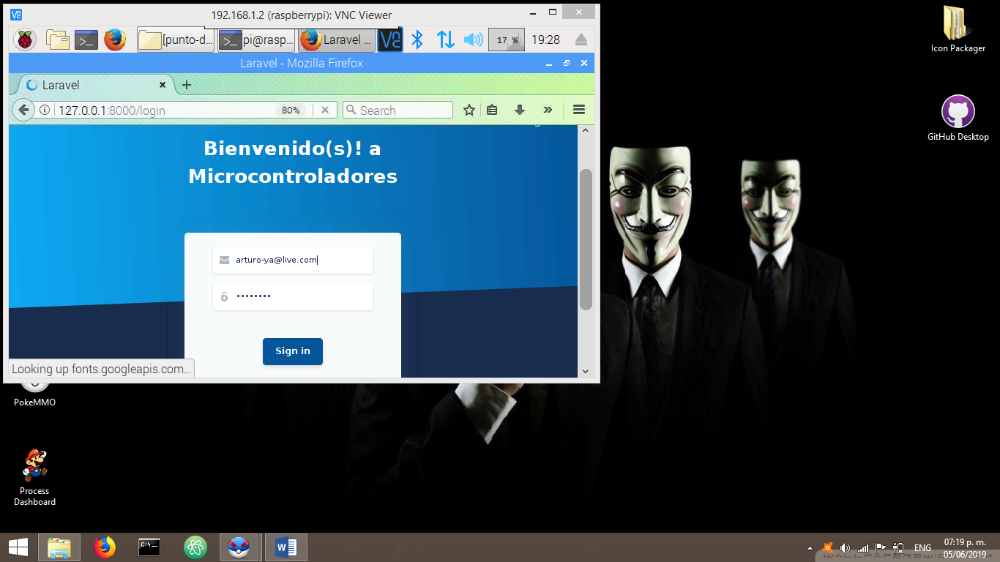 192.168.1.2 (raspberrypi): VNC Viewer
[punto-d...
pi@rasp...
Laravel ...
17 %
19:28
Laravel - Mozilla Firefox
Laravel
127.0.0.1:8000/login
80%
Search
Bienvenido(s)! a
Microcontroladores
arturo-ya@live.com
••••••••
Sign in
Looking up fonts.googleapis.com...
Icon Packager
GitHub Desktop
PokeMMO
Process
Dashboard
C:\
W
ENG
07:19 p. m.
05/06/2019